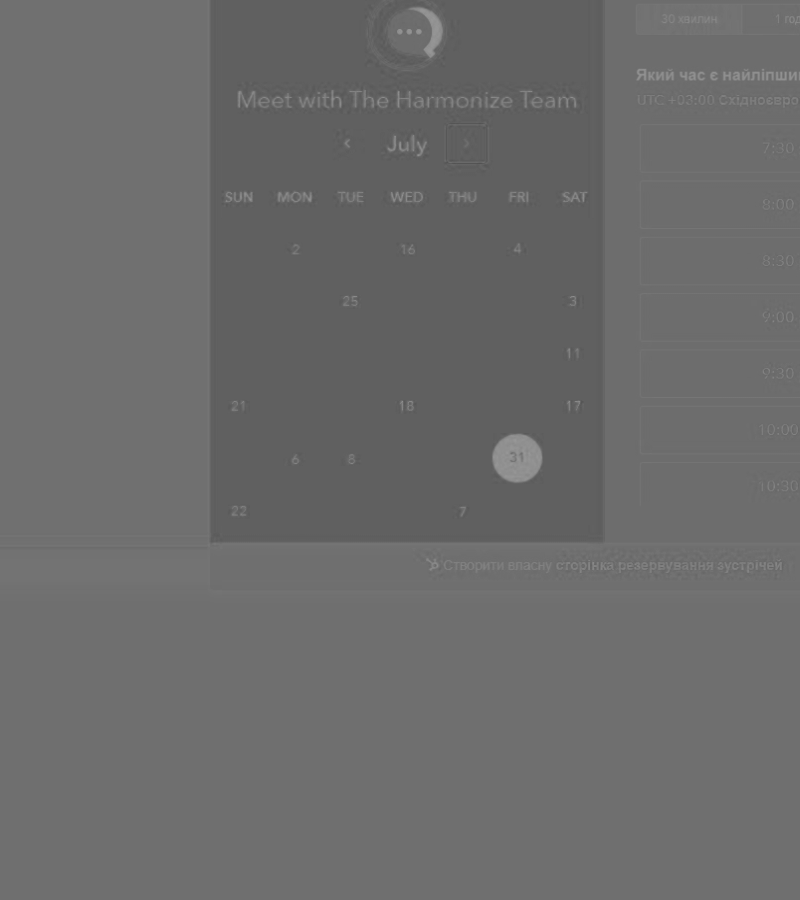 Meet with The Harmonize Team
‹ July ›
SUN MON TUE WED THU FRI SAT
2 16 4
25 3
11
21 18 17
6 8 31
22 7
30 хвилин 1 год
Який час є найліпши
UTC +03:00 Східноєвро
7:30
8:00
8:30
9:00
9:30
10:00
10:30
Створити власну сторінка резервування зустрічей